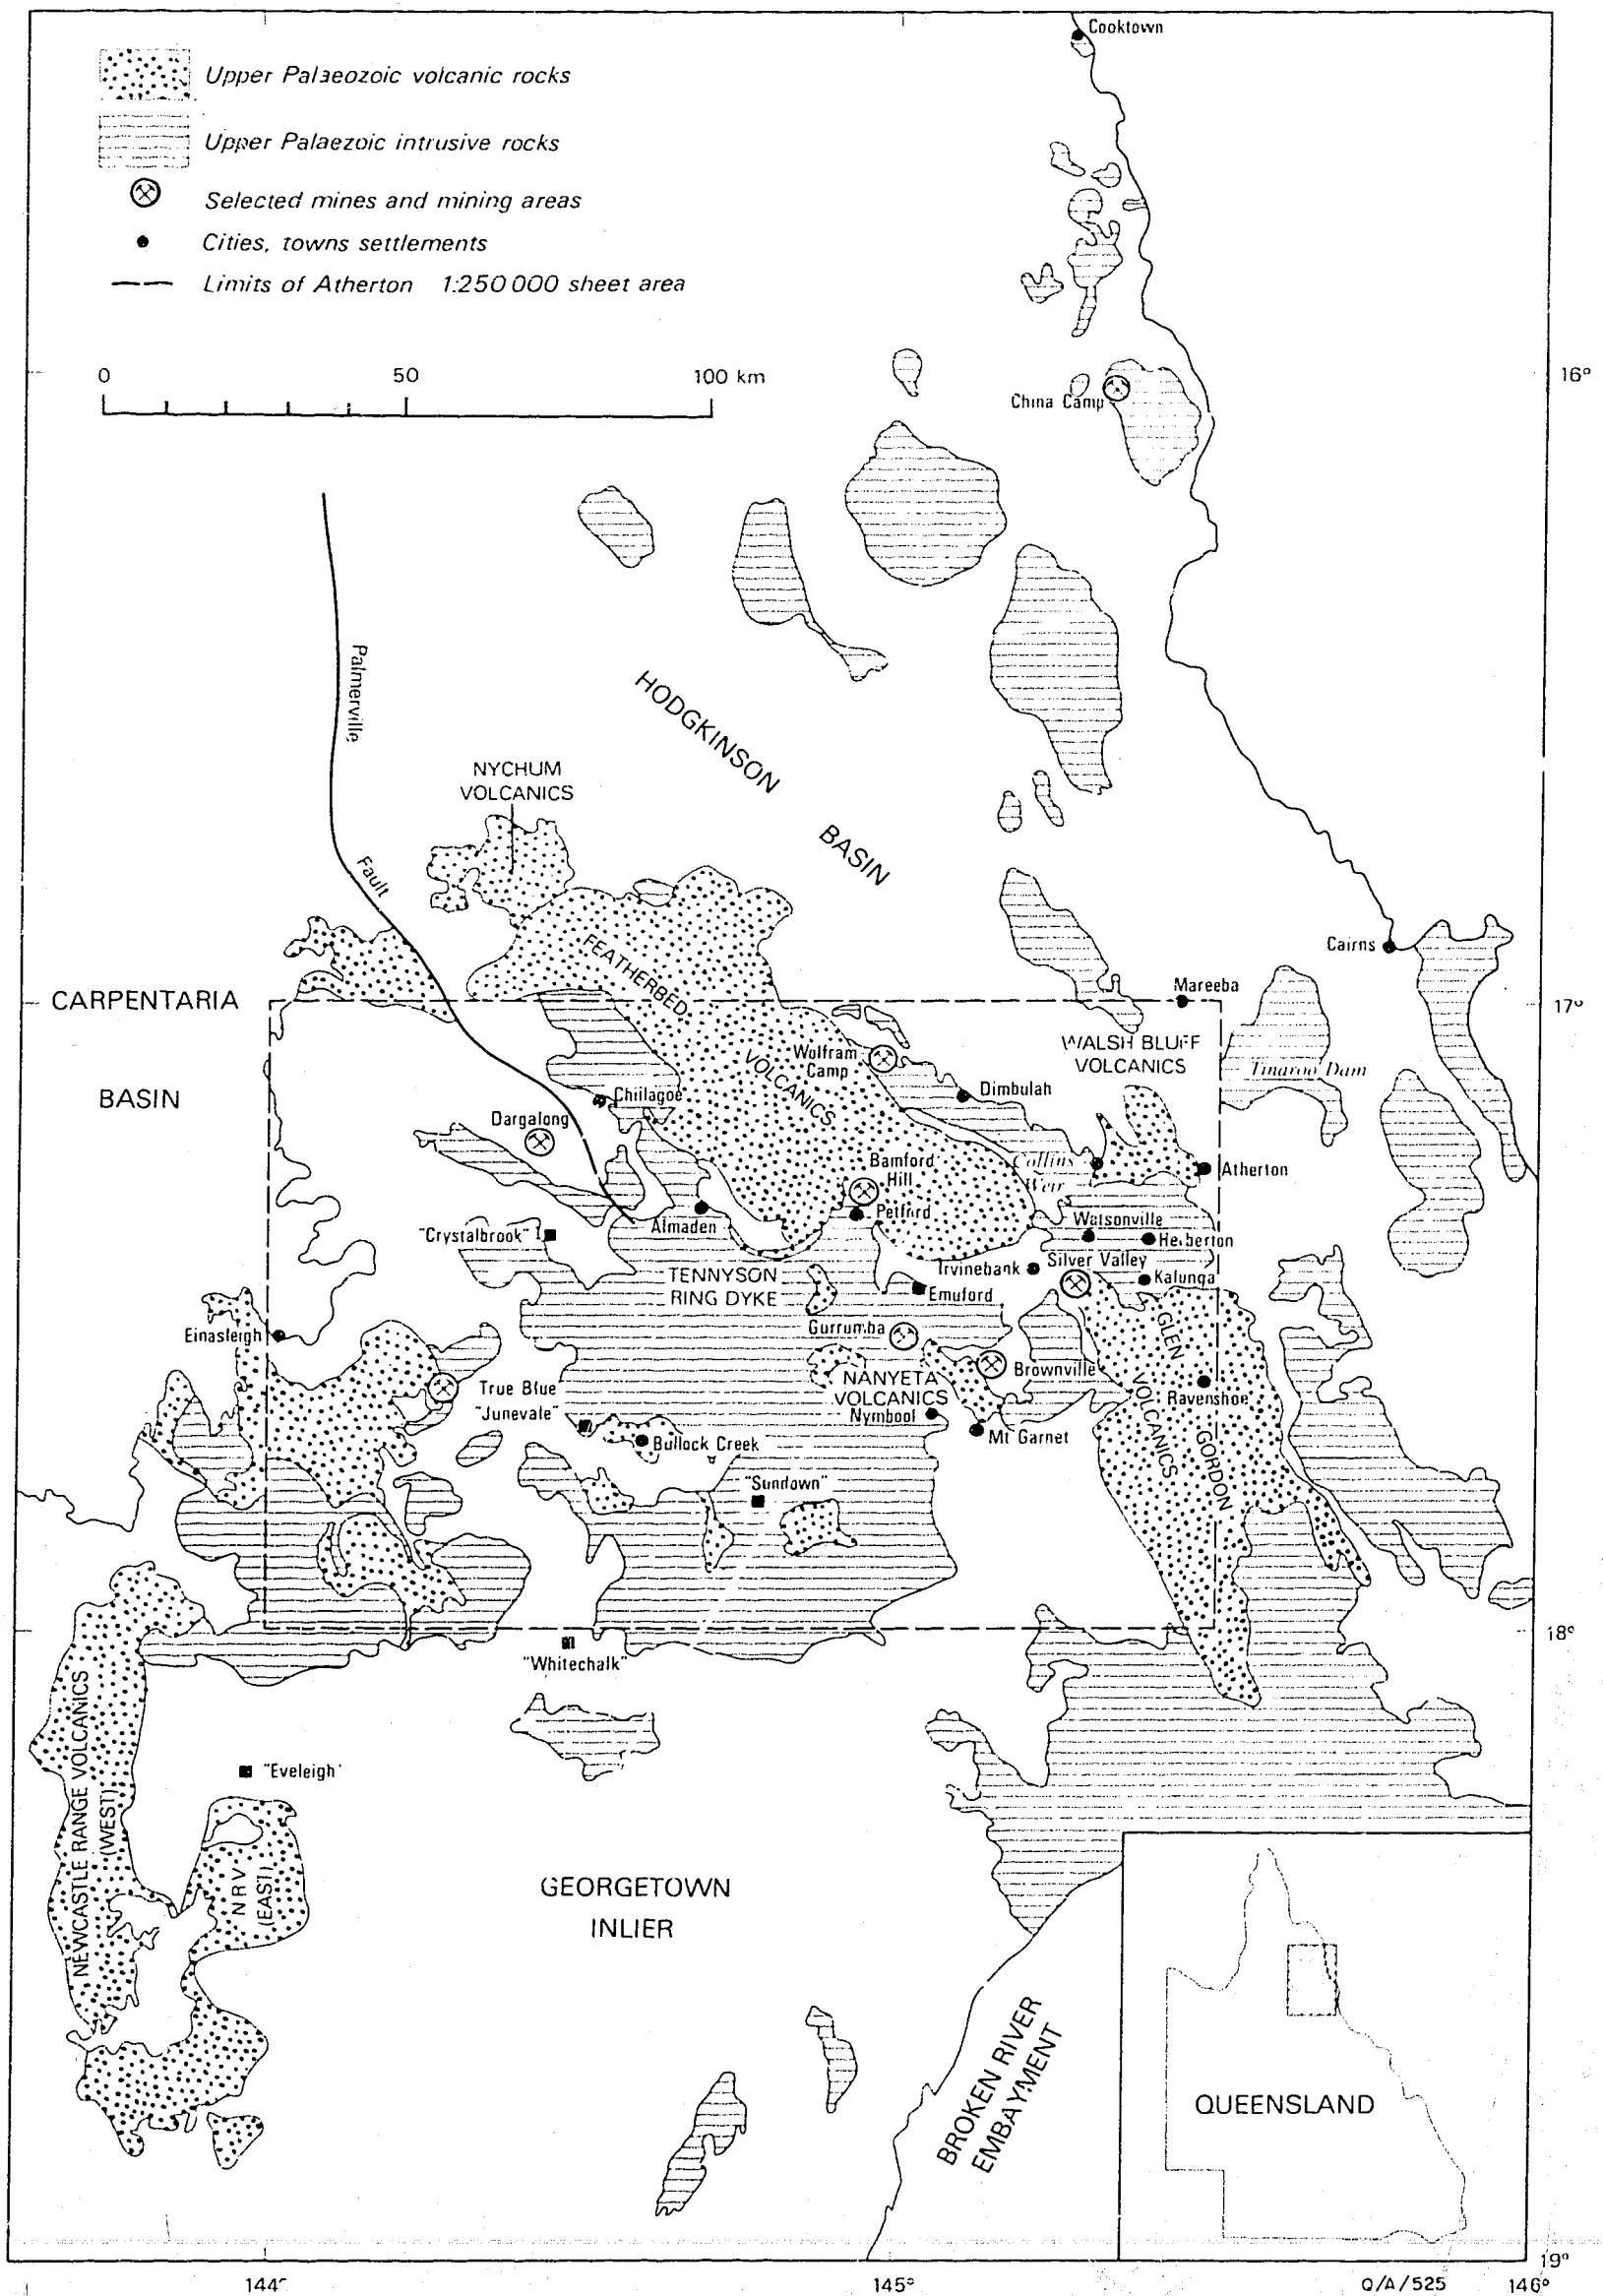 Cooktown
Upper Palaeozoic volcanic rocks
Upper Palaezoic intrusive rocks
Selected mines and mining areas
Cities, towns settlements
Limits of Atherton 1:250 000 sheet area
0 50 100 km
16°
China Camp
Palmerville
Fault
HODGKINSON
BASIN
NYCHUM
VOLCANICS
FEATHERBED
VOLCANICS
Cairns
Mareeba
17°
CARPENTARIA
BASIN
WALSH BLUFF
VOLCANICS
Tinaroo Dam
Wolfram
Camp
Dimbulah
Chillagoe
Dargalong
Collins
Weir
Atherton
Bamford
Hill
Petford
Almaden
"Crystalbrook"
Watsonville
Herberton
Irvinebank
Silver Valley
Kalunga
TENNYSON
RING DYKE
Emuford
Einasleigh
Gurrumba
GLEN
GORDON
VOLCANICS
Brownville
NANYETA
VOLCANICS
Nymbool
Ravenshoe
True Blue
"Junevale"
Bullock Creek
Mt Garnet
"Sundown"
18°
"Whitechalk"
NEWCASTLE RANGE VOLCANICS
(WEST)
"Eveleigh"
N R V
(EAST)
GEORGETOWN
INLIER
BROKEN RIVER
EMBAYMENT
QUEENSLAND
19°
144°
145°
Q/A/525
146°